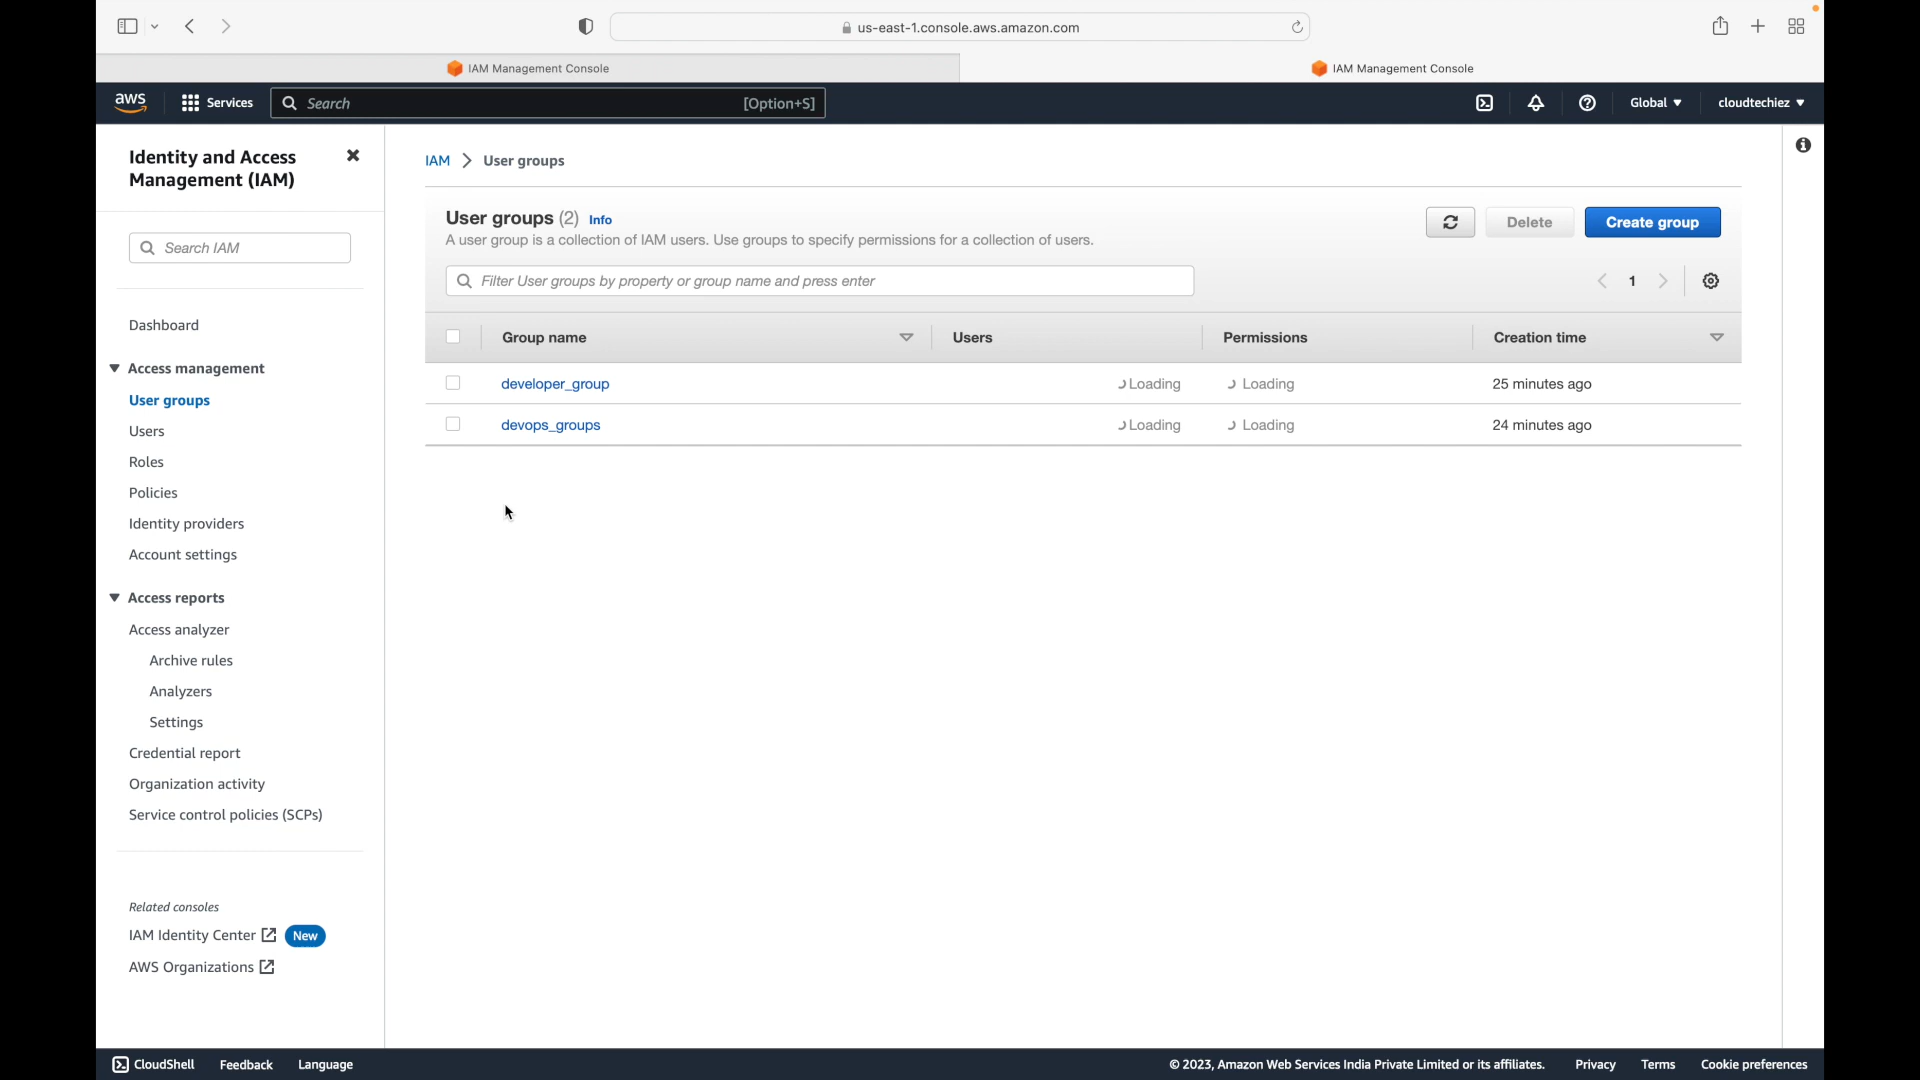 us-east-1.console.aws.amazon.com
IAM Management Console
IAM Management Console
aws
Services
Search
[Option+S]
Global
cloudtechiez
Identity and Access
Management (IAM)
Search IAM
Dashboard
Access management
User groups
Users
Roles
Policies
Identity providers
Account settings
Access reports
Access analyzer
Archive rules
Analyzers
Settings
Credential report
Organization activity
Service control policies (SCPs)
Related consoles
IAM Identity Center New
AWS Organizations
IAM > User groups
User groups (2) Info
A user group is a collection of IAM users. Use groups to specify permissions for a collection of users.
Delete
Create group
Filter User groups by property or group name and press enter
1
Group name Users Permissions Creation time
developer_group Loading Loading 25 minutes ago
devops_groups Loading Loading 24 minutes ago
CloudShell Feedback Language
© 2023, Amazon Web Services India Private Limited or its affiliates. Privacy Terms Cookie preferences